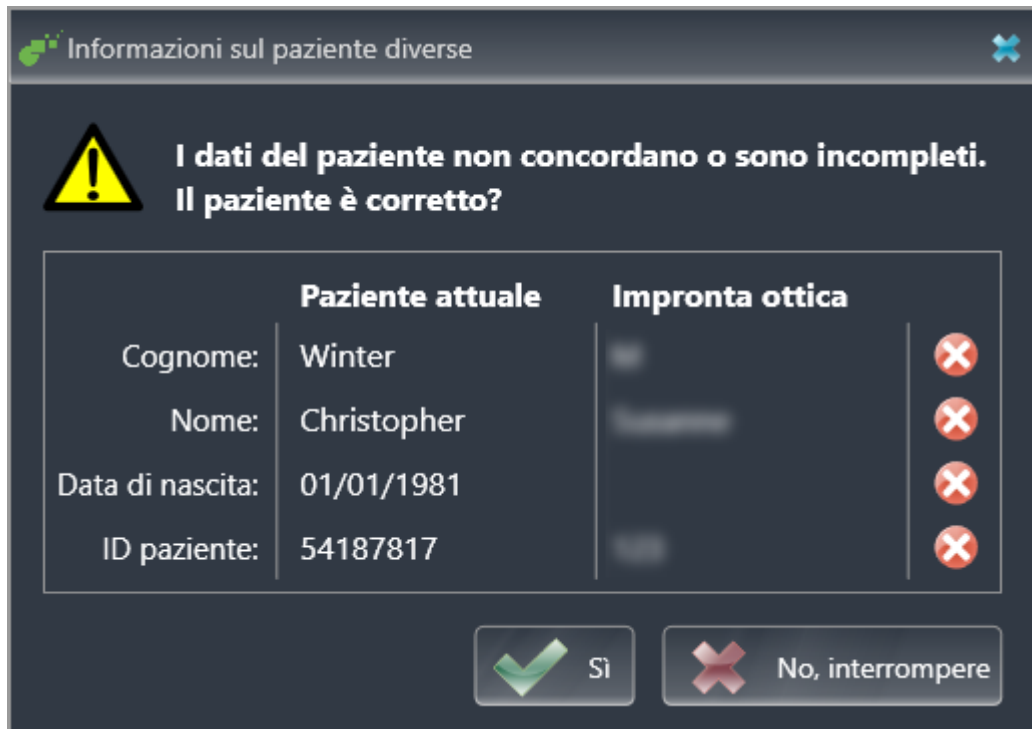 Informazioni sul paziente diverse
I dati del paziente non concordano o sono incompleti.
Il paziente è corretto?
Paziente attuale Impronta ottica
Cognome: Winter
Nome: Christopher
Data di nascita: 01/01/1981
ID paziente: 54187817
Sì No, interrompere